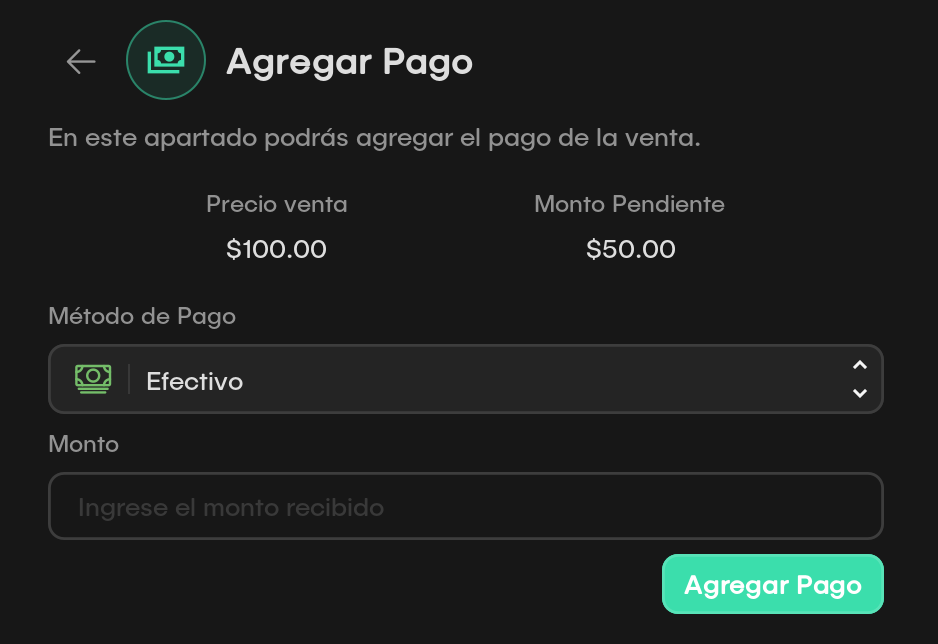 Agregar Pago
En este apartado podrás agregar el pago de la venta.
Precio venta
$100.00
Monto Pendiente
$50.00
Método de Pago
Efectivo
Monto
Ingrese el monto recibido
Agregar Pago